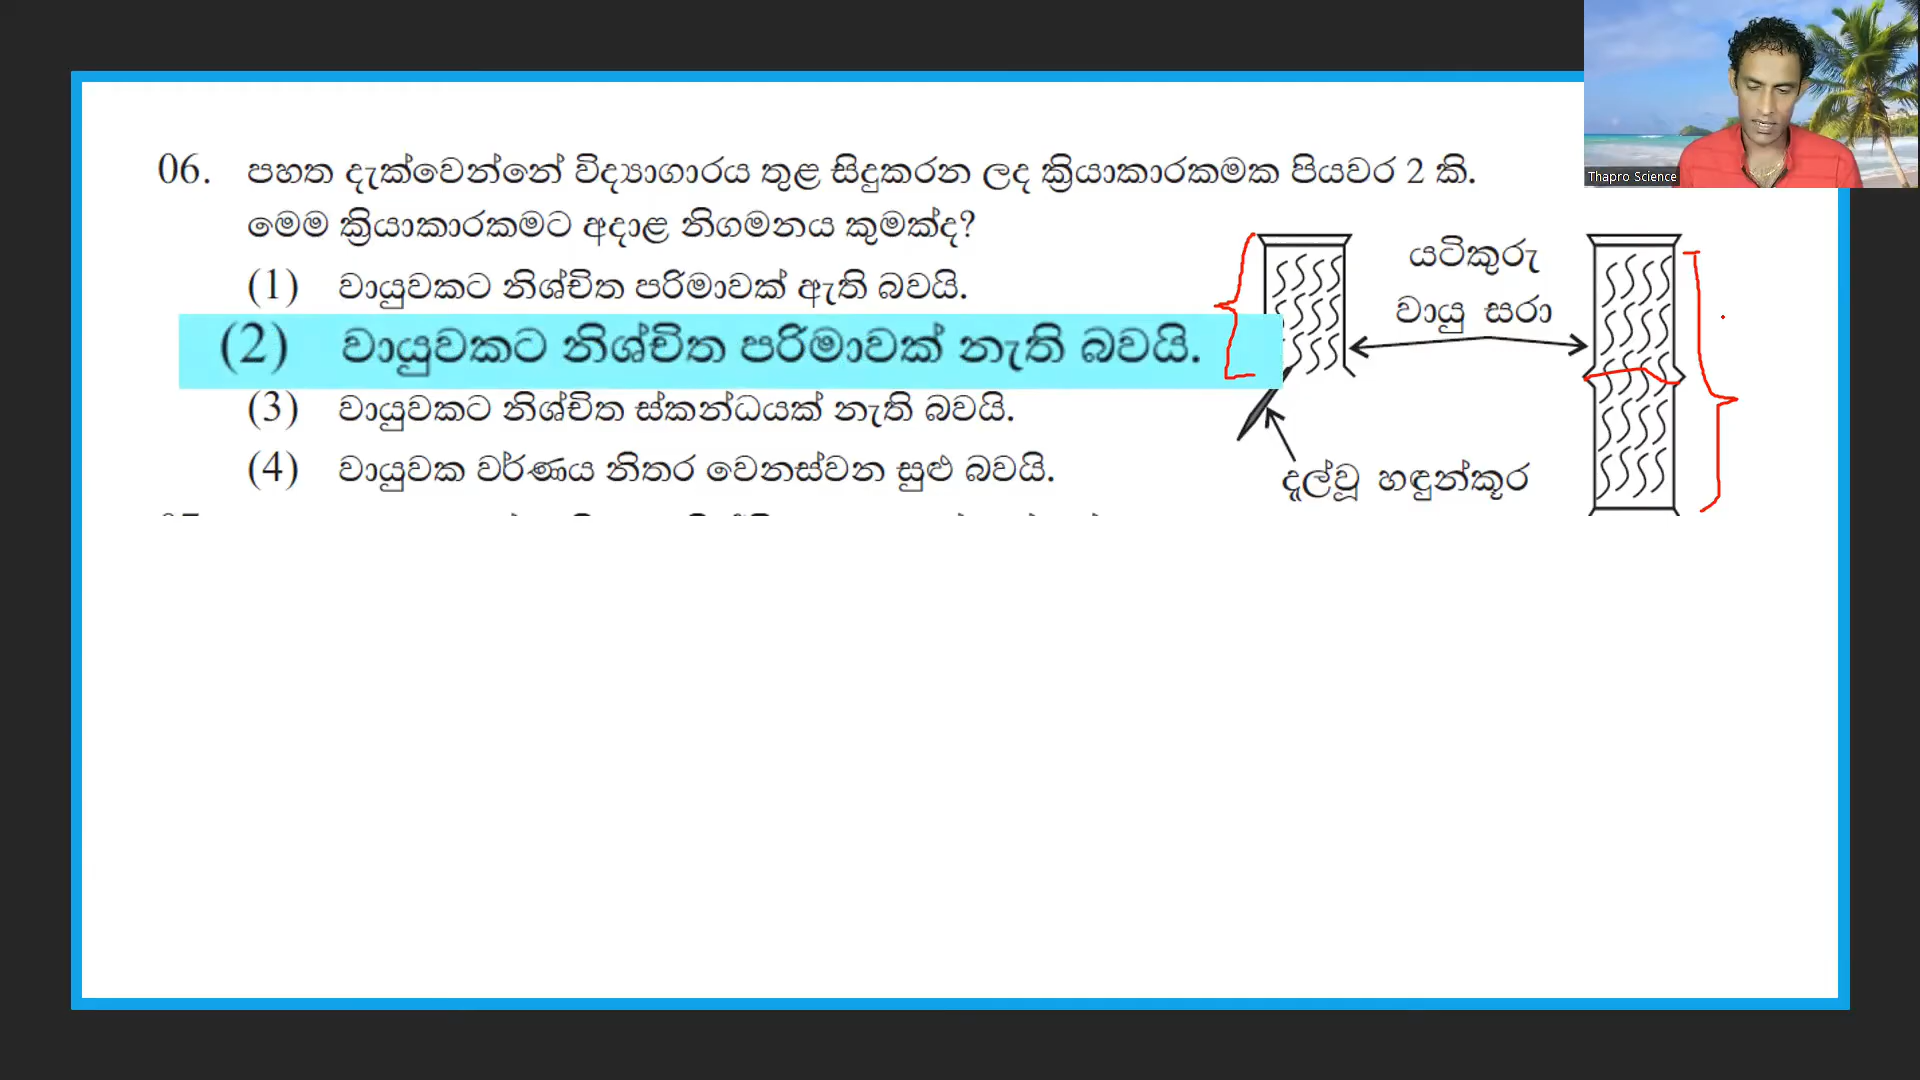 Thapro Science
06. පහත දැක්වෙන්නේ විද්‍යාගාරය තුළ සිදුකරන ලද ක්‍රියාකාරකමක පියවර 2 කි.
මෙම ක්‍රියාකාරකමට අදාළ නිගමනය කුමක්ද?
(1) වායුවකට නිශ්චිත පරිමාවක් ඇති බවයි.
(2) වායුවකට නිශ්චිත පරිමාවක් නැති බවයි.
(3) වායුවකට නිශ්චිත ස්කන්ධයක් නැති බවයි.
(4) වායුවක වර්ණය නිතර වෙනස්වන සුළු බවයි.
යටිකුරු
වායු සරා
දැල්වූ හඳුන්කූර